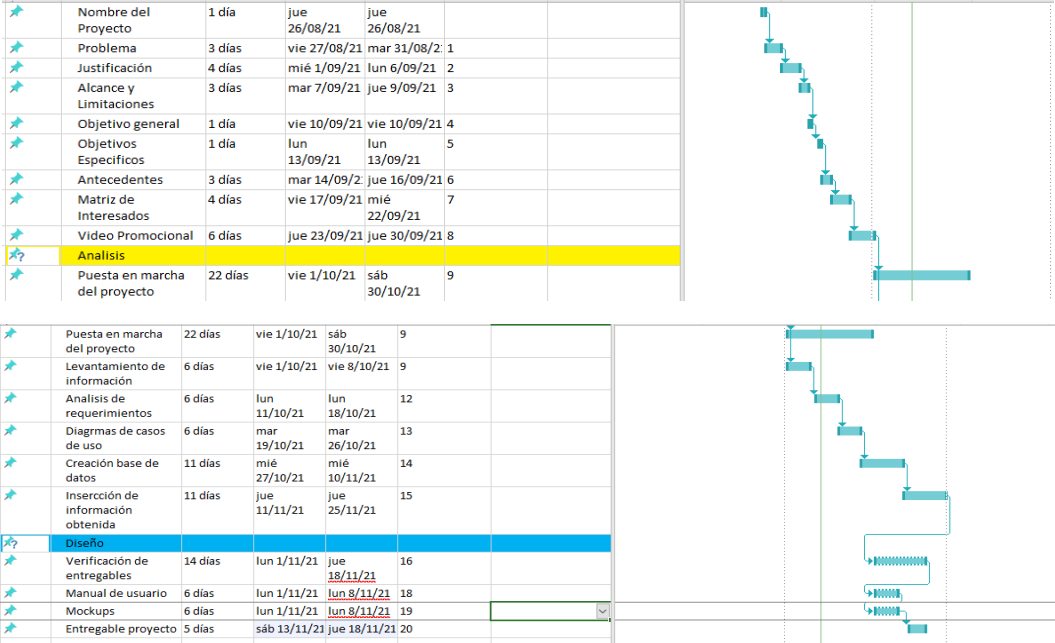 Nombre del 1 día jue jue
Proyecto 26/08/21 26/08/21
Problema 3 días vie 27/08/21 mar 31/08/2: 1
Justificación 4 días mié 1/09/21 lun 6/09/21 2
Alcance y 3 días mar 7/09/21 jue 9/09/21 3
Limitaciones
Objetivo general 1 día vie 10/09/21 vie 10/09/21 4
Objetivos 1 día lun lun 5
Especificos 13/09/21 13/09/21
Antecedentes 3 días mar 14/09/2: jue 16/09/21 6
Matriz de 4 días vie 17/09/21 mié 7
Interesados 22/09/21
Video Promocional 6 días jue 23/09/21 jue 30/09/21 8
? Analisis
Puesta en marcha 22 días vie 1/10/21 sáb 9
del proyecto 30/10/21
Puesta en marcha 22 días vie 1/10/21 sáb 9
del proyecto 30/10/21
Levantamiento de 6 días vie 1/10/21 vie 8/10/21 9
información
Analisis de 6 días lun lun 12
requerimientos 11/10/21 18/10/21
Diagrmas de casos 6 días mar mar 13
de uso 19/10/21 26/10/21
Creación base de 11 días mié mié 14
datos 27/10/21 10/11/21
Insercción de 11 días jue jue 15
información 11/11/21 25/11/21
obtenida
? Diseño
Verificación de 14 días lun 1/11/21 jue 16
entregables 18/11/21
Manual de usuario 6 días lun 1/11/21 lun 8/11/21 18
Mockups 6 días lun 1/11/21 lun 8/11/21 19
Entregable proyecto 5 días sáb 13/11/21 jue 18/11/21 20